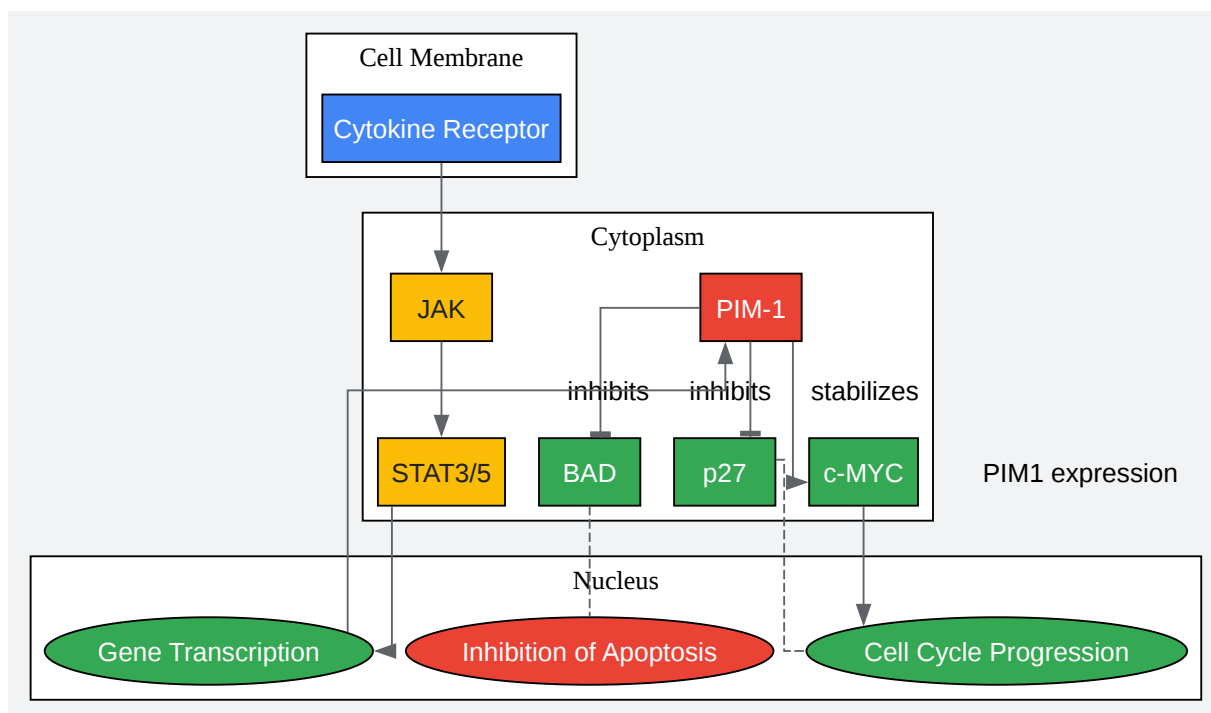 Cell Membrane
Cytokine Receptor
Cytoplasm
JAK
PIM-1
inhibits
inhibits
stabilizes
STAT3/5
BAD
p27
c-MYC
PIM1 expression
Nucleus
Gene Transcription
Inhibition of Apoptosis
Cell Cycle Progression